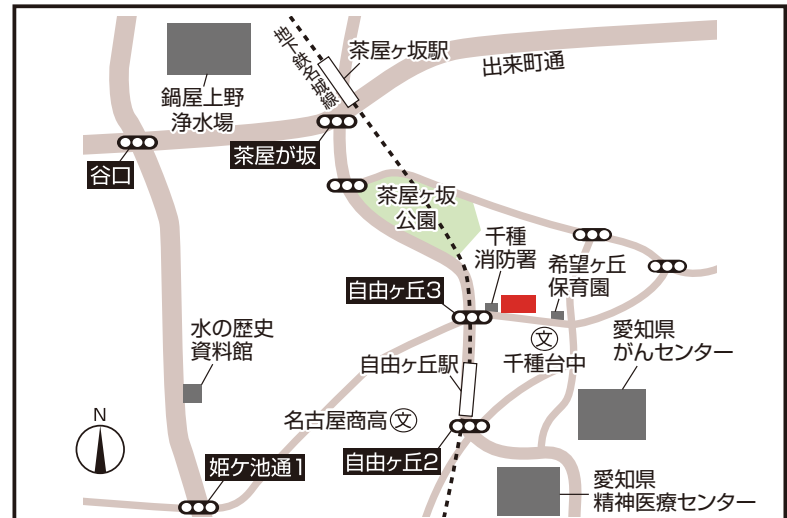 地下鉄名城線
茶屋ヶ坂駅
出来町通
鍋屋上野
浄水場
茶屋が坂
谷口
茶屋ヶ坂
公園
千種
消防署
希望ヶ丘
保育園
自由ヶ丘3
水の歴史
資料館
文
千種台中
愛知県
がんセンター
自由ヶ丘駅
名古屋商高文
N
自由ヶ丘2
姫ケ池通1
愛知県
精神医療センター